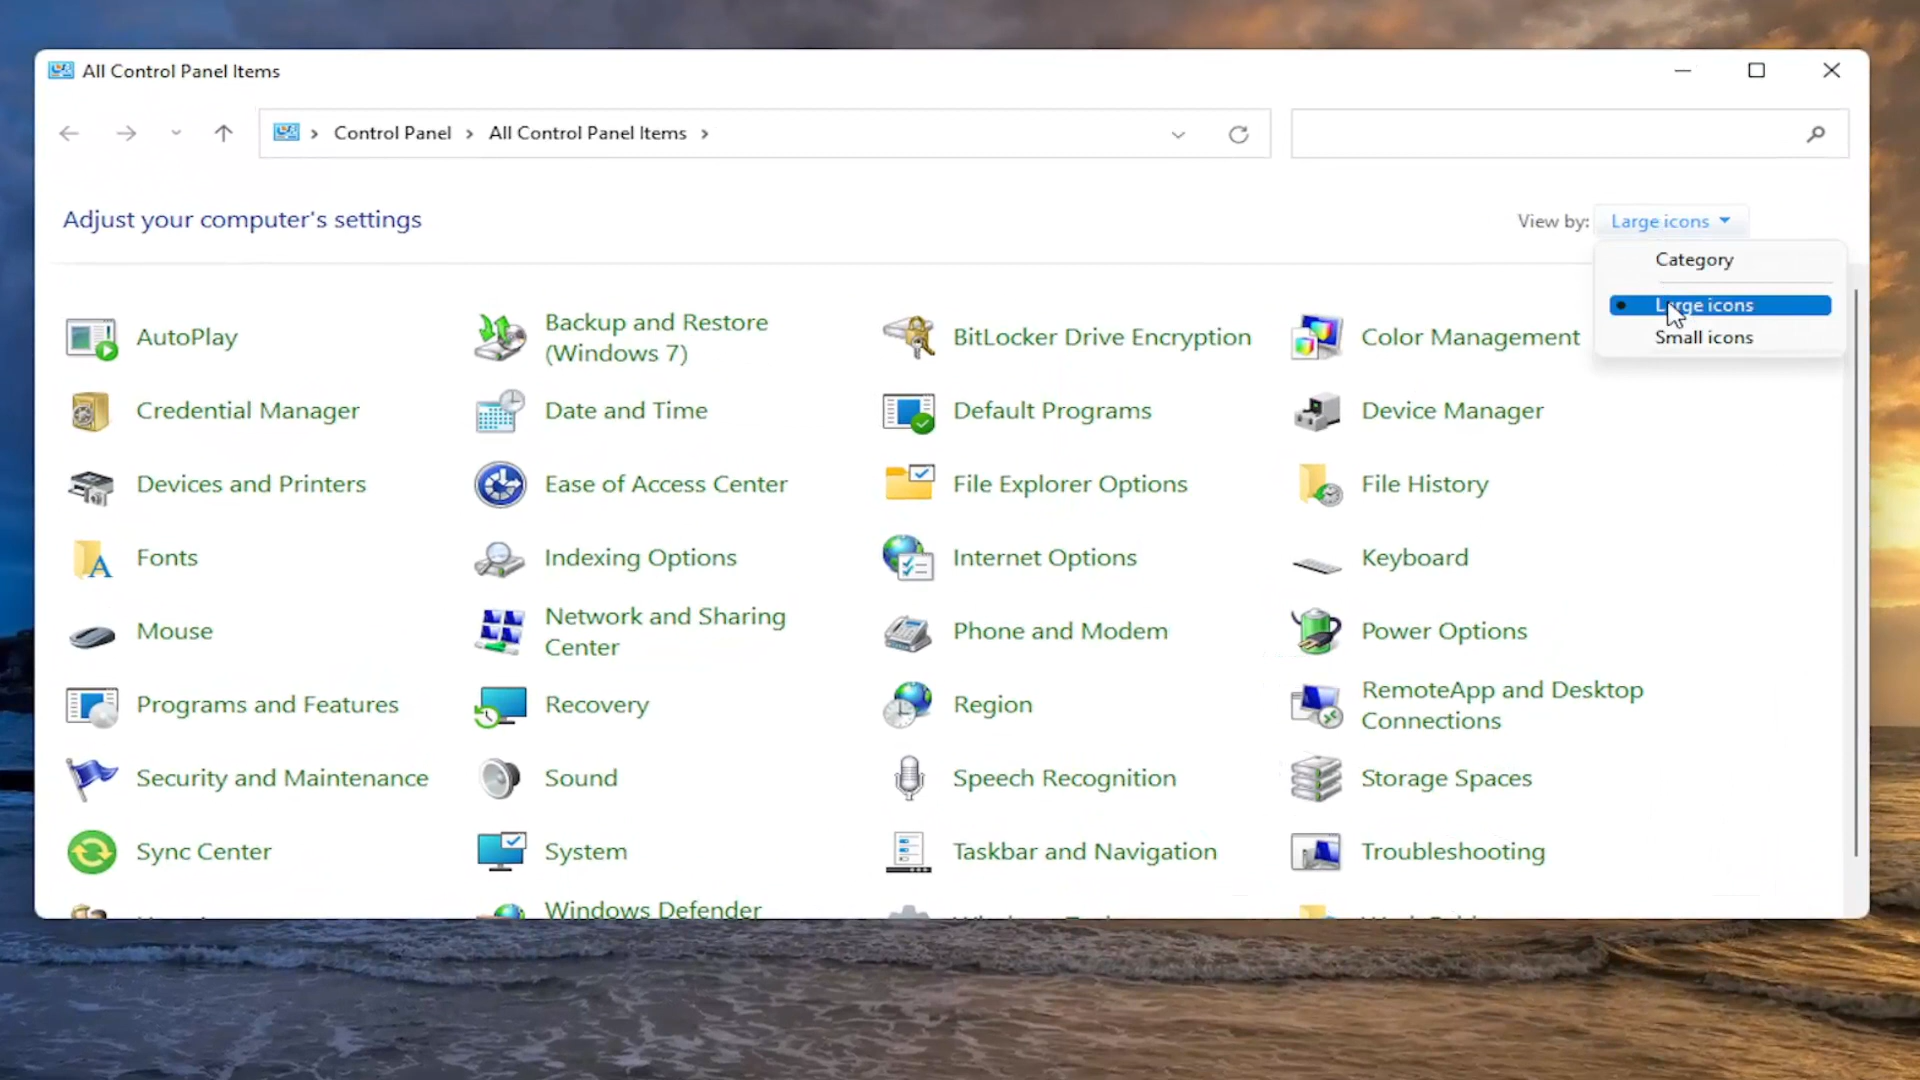 All Control Panel Items
Control Panel
All Control Panel Items
Adjust your computer's settings
View by:
Large icons
Category
Large icons
Small icons
AutoPlay
Backup and Restore
(Windows 7)
BitLocker Drive Encryption
Color Management
Credential Manager
Date and Time
Default Programs
Device Manager
Devices and Printers
Ease of Access Center
File Explorer Options
File History
Fonts
Indexing Options
Internet Options
Keyboard
Mouse
Network and Sharing
Center
Phone and Modem
Power Options
Programs and Features
Recovery
Region
RemoteApp and Desktop
Connections
Security and Maintenance
Sound
Speech Recognition
Storage Spaces
Sync Center
System
Taskbar and Navigation
Troubleshooting
Windows Defender